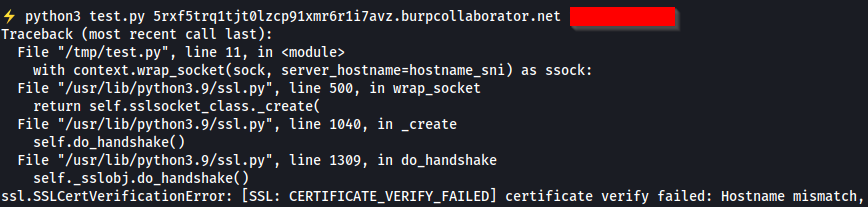 ⚡ python3 test.py 5rxf5trq1tjt0lzcp91xmr6r1i7avz.burpcollaborator.net
Traceback (most recent call last):
  File "/tmp/test.py", line 11, in <module>
    with context.wrap_socket(sock, server_hostname=hostname_sni) as ssock:
  File "/usr/lib/python3.9/ssl.py", line 500, in wrap_socket
    return self.sslsocket_class._create(
  File "/usr/lib/python3.9/ssl.py", line 1040, in _create
    self.do_handshake()
  File "/usr/lib/python3.9/ssl.py", line 1309, in do_handshake
    self._sslobj.do_handshake()
ssl.SSLCertVerificationError: [SSL: CERTIFICATE_VERIFY_FAILED] certificate verify failed: Hostname mismatch,